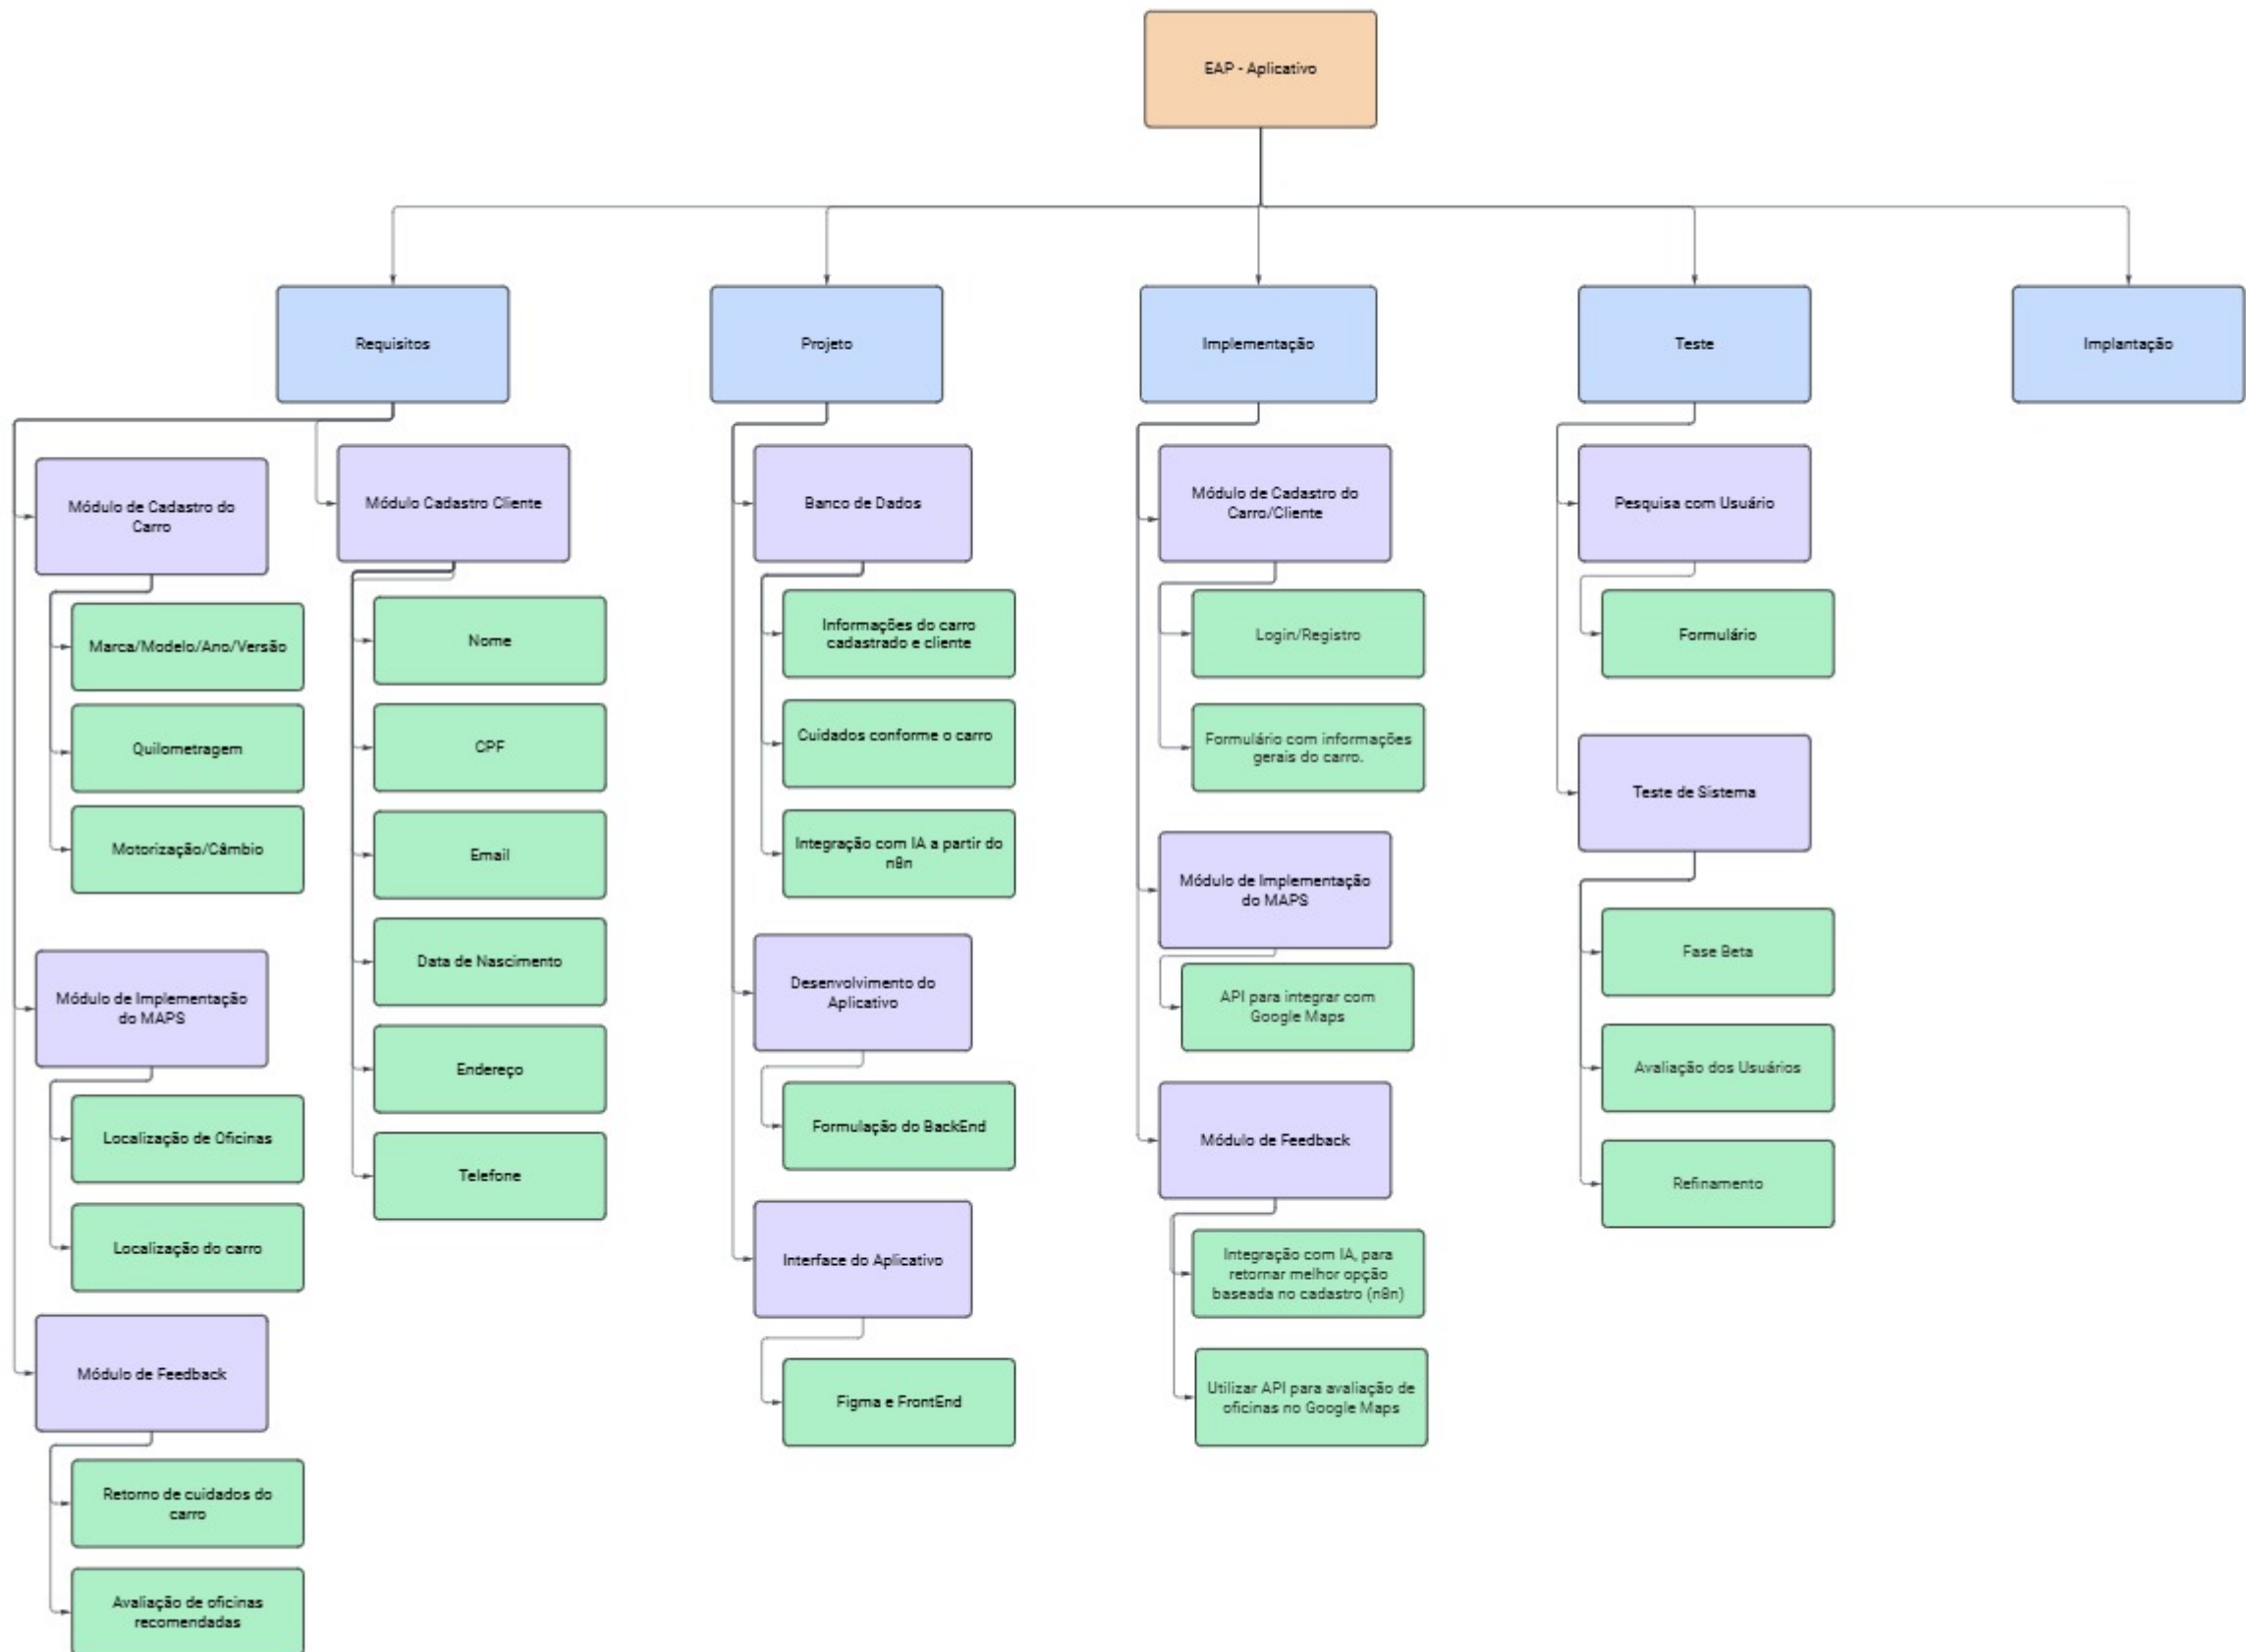 EAP - Aplicativo
Requisitos
Projeto
Implementação
Teste
Implantação
Módulo de Cadastro do
Carro
Marca/Modelo/Ano/Versão
Quilometragem
Motorização/Câmbio
Módulo de Implementação
do MAPS
Localização de Oficinas
Localização do carro
Módulo de Feedback
Retorno de cuidados do
carro
Avaliação de oficinas
recomendadas
Módulo Cadastro Cliente
Nome
CPF
Email
Data de Nascimento
Endereço
Telefone
Banco de Dados
Informações do carro
cadastrado e cliente
Cuidados conforme o carro
Integração com IA a partir do
n8n
Desenvolvimento do
Aplicativo
Formulação do BackEnd
Interface do Aplicativo
Figma e FrontEnd
Módulo de Cadastro do
Carro/Cliente
Login/Registro
Formulário com informações
gerais do carro.
Módulo de Implementação
do MAPS
API para integrar com
Google Maps
Módulo de Feedback
Integração com IA, para
retornar melhor opção
baseada no cadastro (n8n)
Utilizar API para avaliação de
oficinas no Google Maps
Pesquisa com Usuário
Formulário
Teste de Sistema
Fase Beta
Avaliação dos Usuários
Refinamento